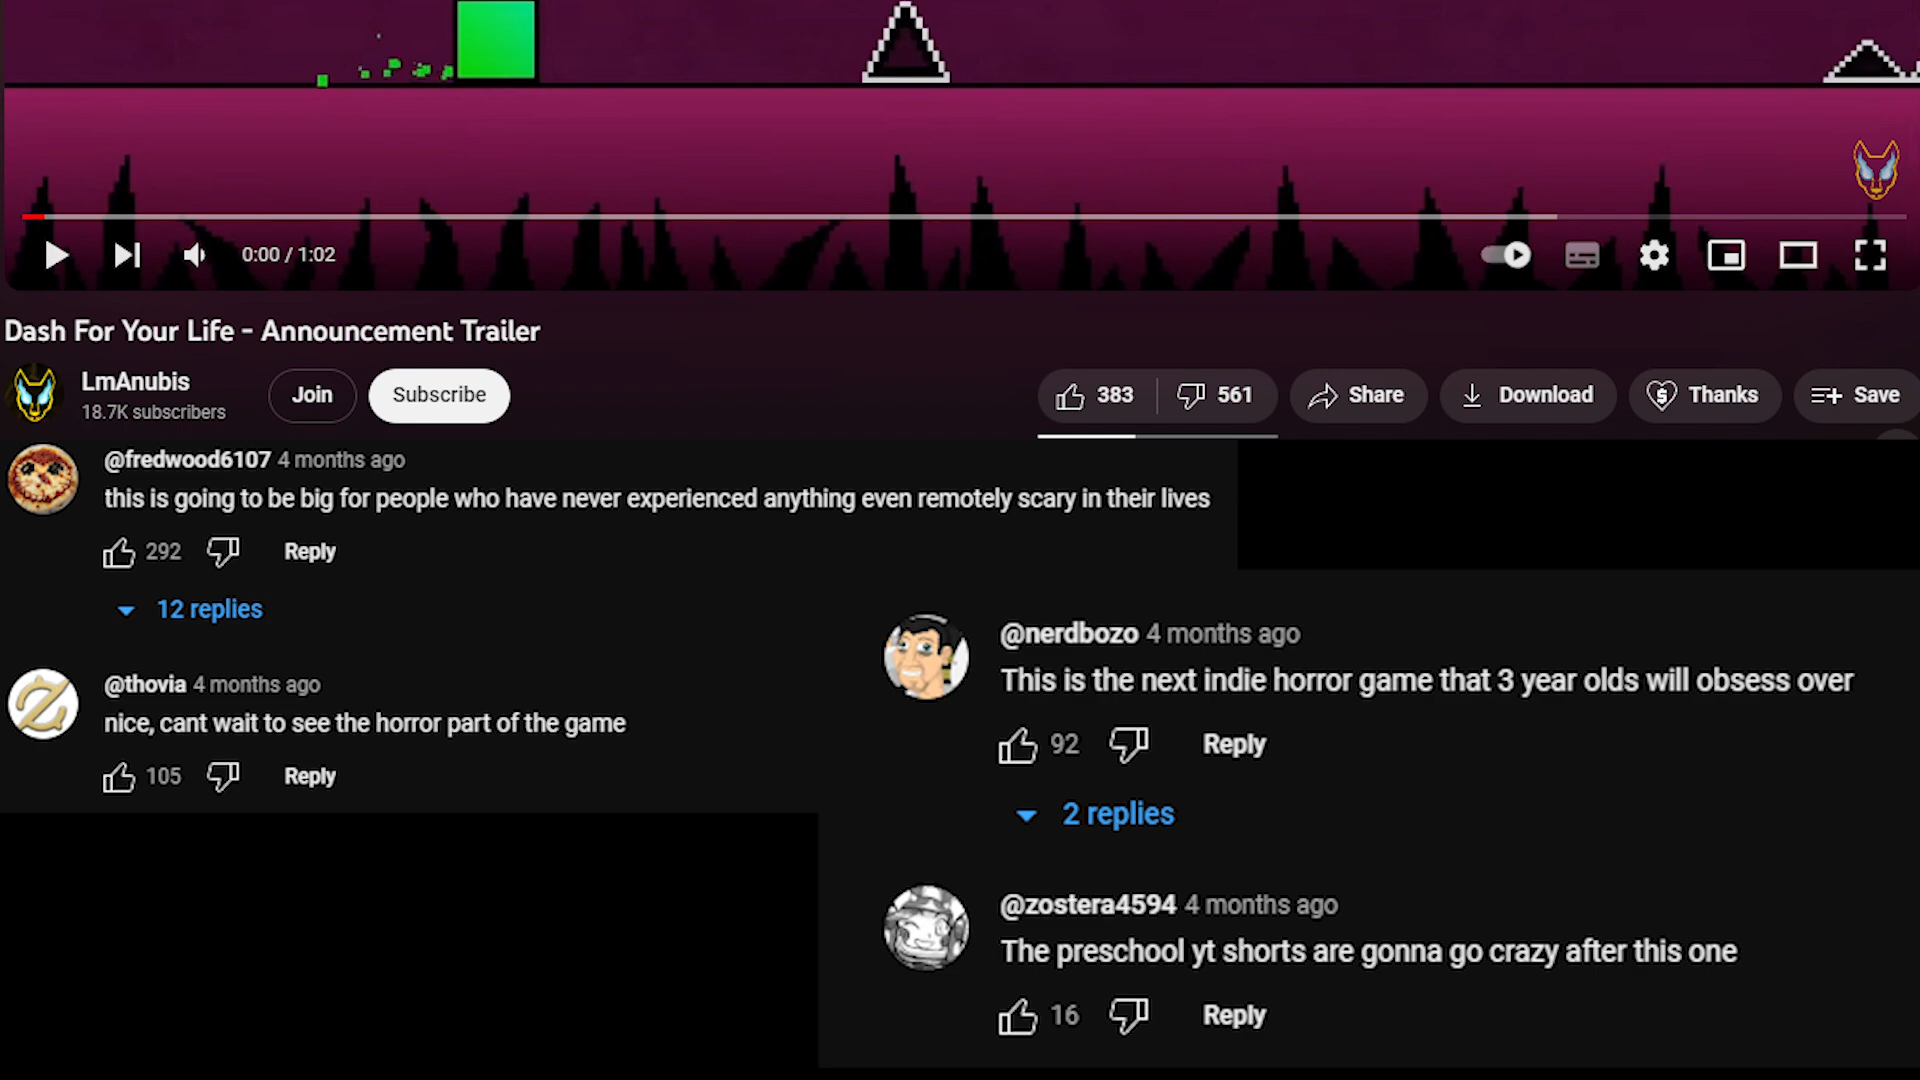 0:00 / 1:02
Dash For Your Life - Announcement Trailer
LmAnubis
18.7K subscribers
Join
Subscribe
383
561
Share
Download
Thanks
Save
@fredwood6107 4 months ago
this is going to be big for people who have never experienced anything even remotely scary in their lives
292
Reply
12 replies
@thovia 4 months ago
nice, cant wait to see the horror part of the game
105
Reply
@nerdbozo 4 months ago
This is the next indie horror game that 3 year olds will obsess over
92
Reply
2 replies
@zostera4594 4 months ago
The preschool yt shorts are gonna go crazy after this one
16
Reply